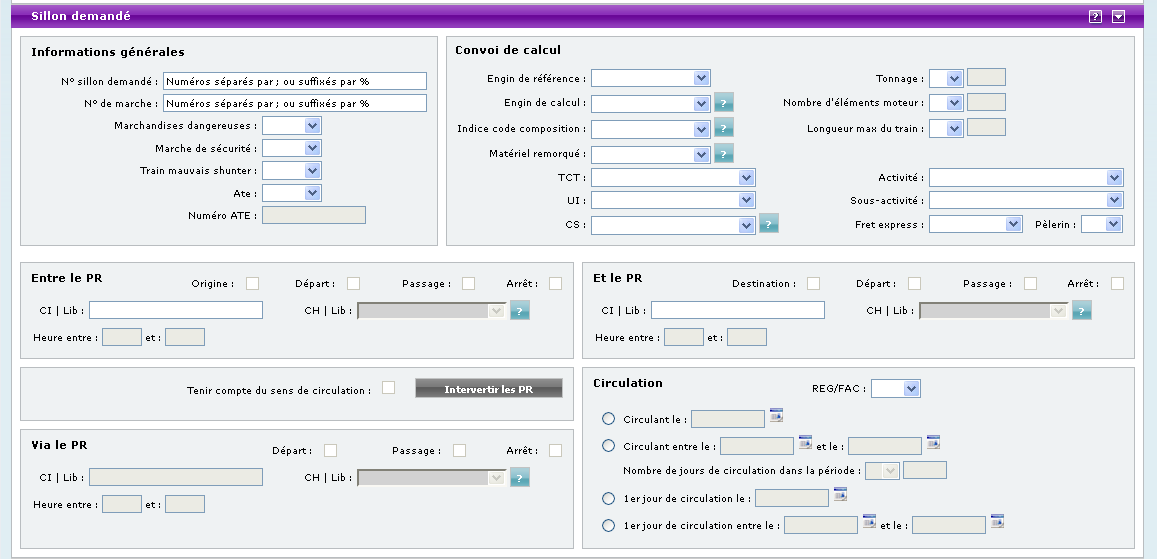 Sillon demandé ?
Informations générales
N° sillon demandé : Numéros séparés par ; ou suffixés par %
N° de marche : Numéros séparés par ; ou suffixés par %
Marchandises dangereuses :
Marche de sécurité :
Train mauvais shunter :
Ate :
Numéro ATE :
Convoi de calcul
Engin de référence : Tonnage :
Engin de calcul : ? Nombre d'éléments moteur :
Indice code composition : ? Longueur max du train :
Matériel remorqué : ?
TCT : Activité :
UI : Sous-activité :
CS : ? Fret express : Pèlerin :
Entre le PR Origine : Départ : Passage : Arrêt :
CI | Lib : CH | Lib : ?
Heure entre : et :
Et le PR Destination : Départ : Passage : Arrêt :
CI | Lib : CH | Lib : ?
Heure entre : et :
Tenir compte du sens de circulation : Intervertir les PR
Via le PR Départ : Passage : Arrêt :
CI | Lib : CH | Lib : ?
Heure entre : et :
Circulation REG/FAC :
Circulant le :
Circulant entre le : et le :
Nombre de jours de circulation dans la période :
1er jour de circulation le :
1er jour de circulation entre le : et le :